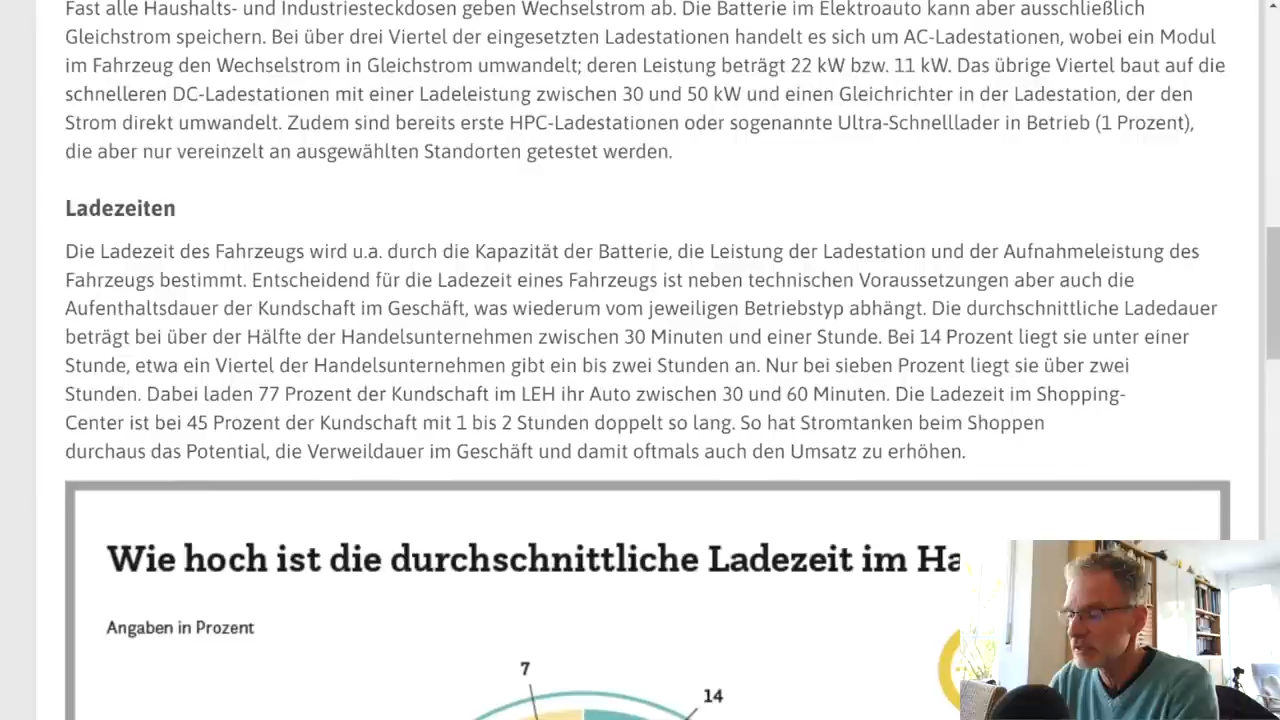 Fast alle Haushalts- und Industriesteckdosen geben Wechselstrom ab. Die Batterie im Elektroauto kann aber ausschließlich
Gleichstrom speichern. Bei über drei Viertel der eingesetzten Ladestationen handelt es sich um AC-Ladestationen, wobei ein Modul
im Fahrzeug den Wechselstrom in Gleichstrom umwandelt; deren Leistung beträgt 22 kW bzw. 11 kW. Das übrige Viertel baut auf die
schnelleren DC-Ladestationen mit einer Ladeleistung zwischen 30 und 50 kW und einen Gleichrichter in der Ladestation, der den
Strom direkt umwandelt. Zudem sind bereits erste HPC-Ladestationen oder sogenannte Ultra-Schnelllader in Betrieb (1 Prozent),
die aber nur vereinzelt an ausgewählten Standorten getestet werden.
Ladezeiten
Die Ladezeit des Fahrzeugs wird u.a. durch die Kapazität der Batterie, die Leistung der Ladestation und der Aufnahmeleistung des
Fahrzeugs bestimmt. Entscheidend für die Ladezeit eines Fahrzeugs ist neben technischen Voraussetzungen aber auch die
Aufenthaltsdauer der Kundschaft im Geschäft, was wiederum vom jeweiligen Betriebstyp abhängt. Die durchschnittliche Ladedauer
beträgt bei über der Hälfte der Handelsunternehmen zwischen 30 Minuten und einer Stunde. Bei 14 Prozent liegt sie unter einer
Stunde, etwa ein Viertel der Handelsunternehmen gibt ein bis zwei Stunden an. Nur bei sieben Prozent liegt sie über zwei
Stunden. Dabei laden 77 Prozent der Kundschaft im LEH ihr Auto zwischen 30 und 60 Minuten. Die Ladezeit im Shopping-
Center ist bei 45 Prozent der Kundschaft mit 1 bis 2 Stunden doppelt so lang. So hat Stromtanken beim Shoppen
durchaus das Potential, die Verweildauer im Geschäft und damit oftmals auch den Umsatz zu erhöhen.
Wie hoch ist die durchschnittliche Ladezeit im Ha
Angaben in Prozent
7
14